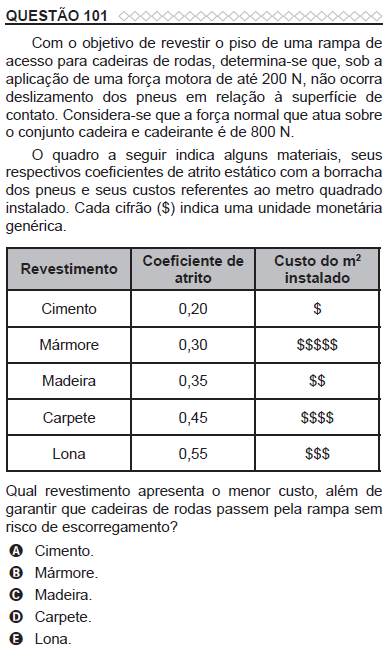 QUESTÃO 101
Com o objetivo de revestir o piso de uma rampa de
acesso para cadeiras de rodas, determina-se que, sob a
aplicação de uma força motora de até 200 N, não ocorra
deslizamento dos pneus em relação à superfície de
contato. Considera-se que a força normal que atua sobre
o conjunto cadeira e cadeirante é de 800 N.
O quadro a seguir indica alguns materiais, seus
respectivos coeficientes de atrito estático com a borracha
dos pneus e seus custos referentes ao metro quadrado
instalado. Cada cifrão ($) indica uma unidade monetária
genérica.
Revestimento Coeficiente de atrito Custo do m² instalado
Cimento 0,20 $
Mármore 0,30 $$$$$
Madeira 0,35 $$
Carpete 0,45 $$$$
Lona 0,55 $$$
Qual revestimento apresenta o menor custo, além de
garantir que cadeiras de rodas passem pela rampa sem
risco de escorregamento?
A Cimento.
B Mármore.
C Madeira.
D Carpete.
E Lona.